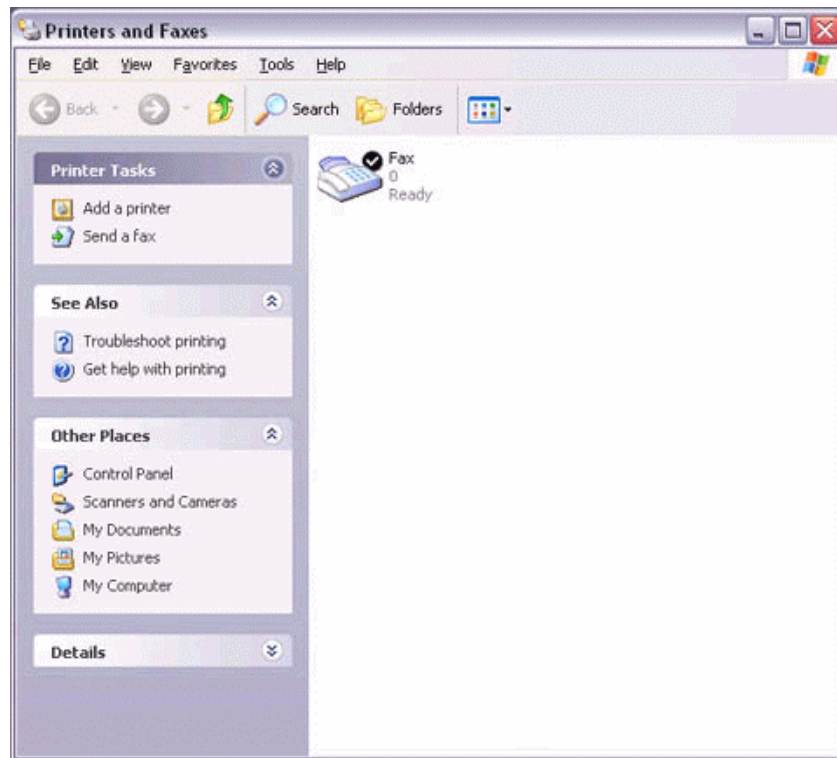 Printers and Faxes
File Edit View Favorites Tools Help
Back Search Folders
Printer Tasks
Add a printer
Send a fax
See Also
Troubleshoot printing
Get help with printing
Other Places
Control Panel
Scanners and Cameras
My Documents
My Pictures
My Computer
Details
Fax
0
Ready